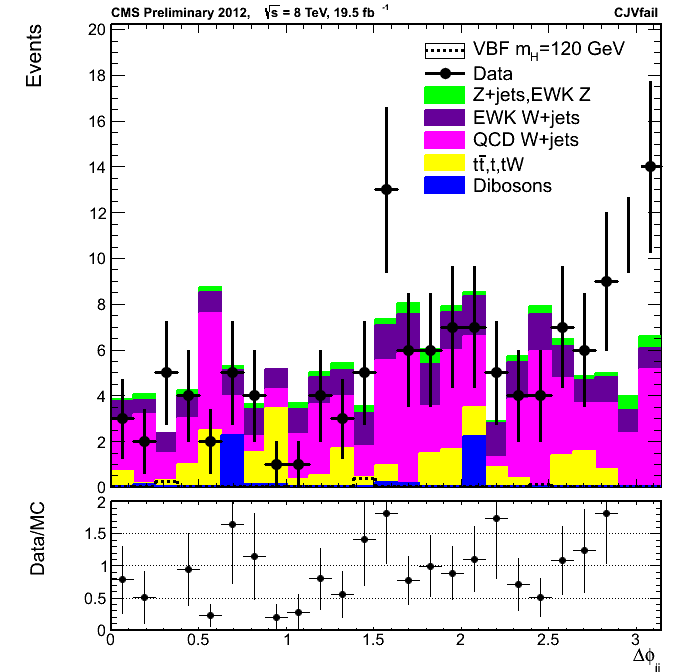 CMS Preliminary 2012, √s = 8 TeV, 19.5 fb⁻¹ CJVfail
Events
20
18
16
14
12
10
8
6
4
2
0
VBF m_H=120 GeV
Data
Z+jets,EWK Z
EWK W+jets
QCD W+jets
tt̄,t,tW
Dibosons
Data/MC
2
1.5
1
0.5
0
0 0.5 1 1.5 2 2.5 3
Δϕ_jj